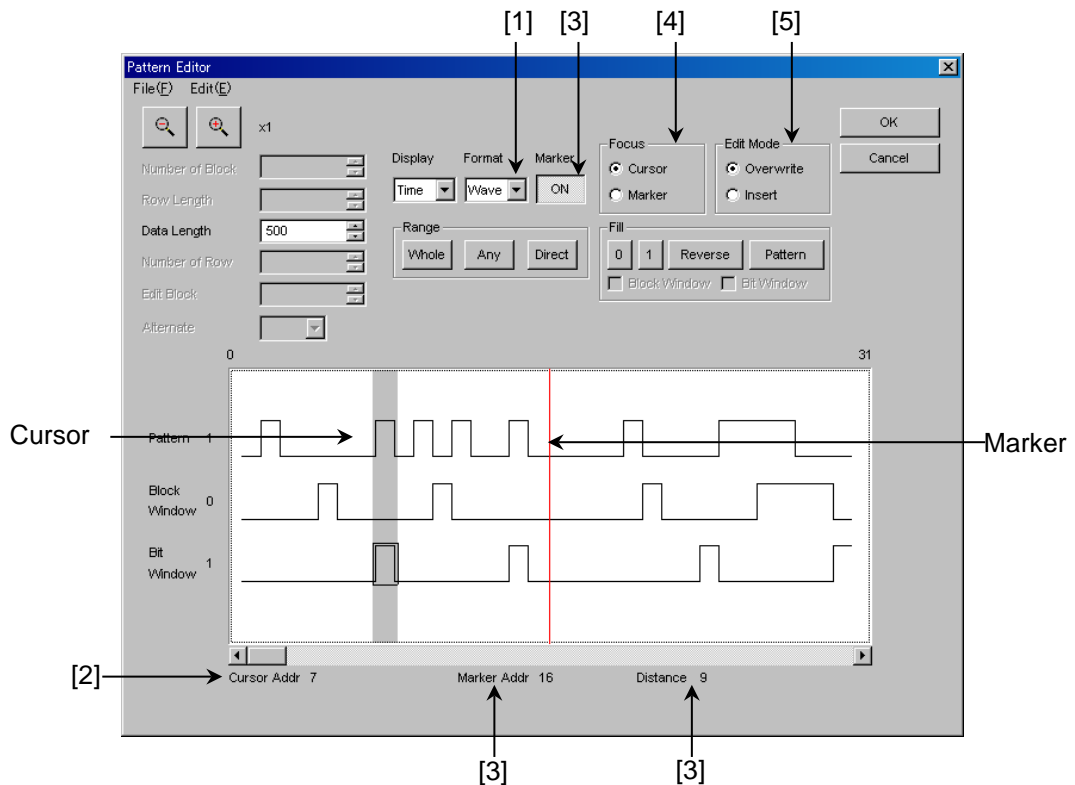 [1] [3] [4] [5]
Pattern Editor
File(F) Edit(E)
x1
OK
Cancel
Number of Block
Row Length
Data Length 500
Number of Row
Edit Block
Alternate
Display Format Marker
Time Wave ON
Focus
Cursor
Marker
Edit Mode
Overwrite
Insert
Range
Whole Any Direct
Fill
0 1 Reverse Pattern
Block Window Bit Window
0 31
Cursor
Pattern 1
Marker
Block
Window 0
Bit
Window 1
[2]
Cursor Addr 7 Marker Addr 16 Distance 9
[3] [3]